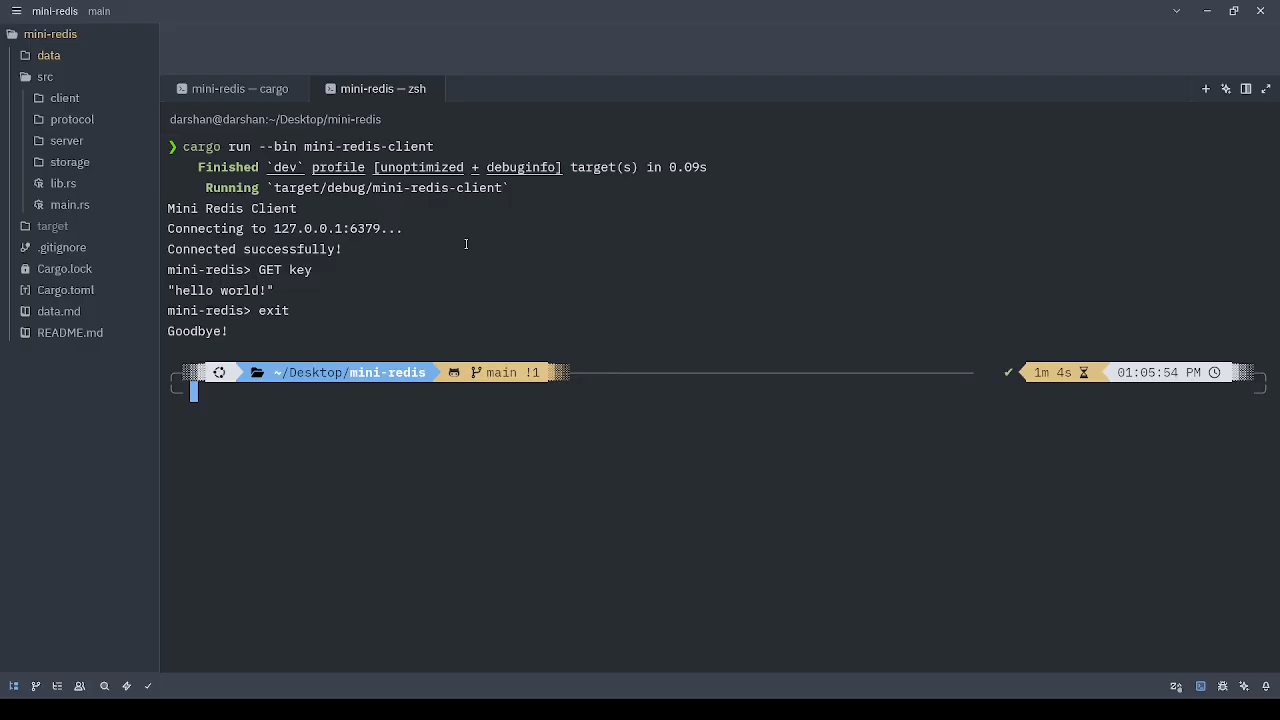 mini-redis main
mini-redis
data
src
client
protocol
server
storage
lib.rs
main.rs
target
.gitignore
Cargo.lock
Cargo.toml
data.md
README.md
mini-redis — cargo
mini-redis — zsh
darshan@darshan:~/Desktop/mini-redis
❯ cargo run --bin mini-redis-client
Finished `dev` profile [unoptimized + debuginfo] target(s) in 0.09s
Running `target/debug/mini-redis-client`
Mini Redis Client
Connecting to 127.0.0.1:6379...
Connected successfully!
mini-redis> GET key
"hello world!"
mini-redis> exit
Goodbye!
~/Desktop/mini-redis main !1 ✔ 1m 4s 01:05:54 PM